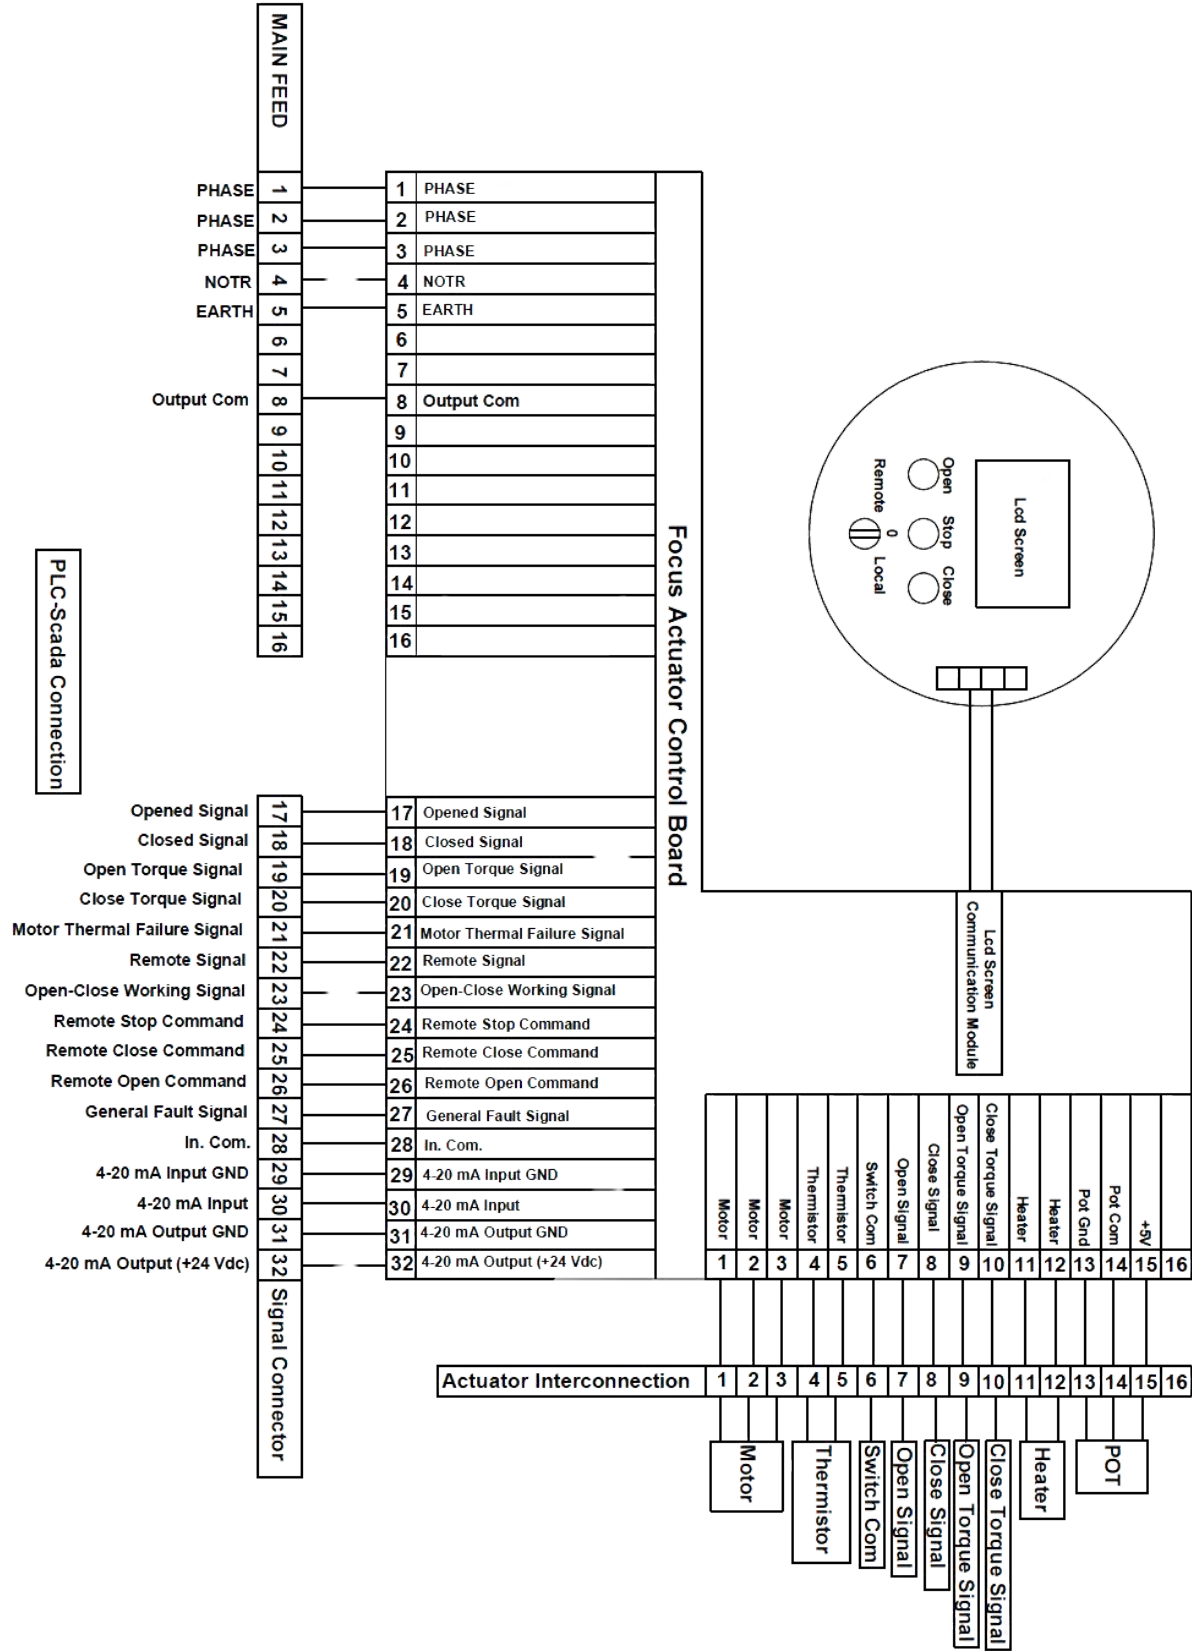 MAIN FEED
PHASE 1 1 PHASE
PHASE 2 2 PHASE
PHASE 3 3 PHASE
NOTR 4 4 NOTR
EARTH 5 5 EARTH
6 6
7 7
Output Com 8 8 Output Com
9 9
10 10
11 11
12 12
13 13
14 14
15 15
16 16
PLC-Scada Connection
Focus Actuator Control Board
Opened Signal 17 17 Opened Signal
Closed Signal 18 18 Closed Signal
Open Torque Signal 19 19 Open Torque Signal
Close Torque Signal 20 20 Close Torque Signal
Motor Thermal Failure Signal 21 21 Motor Thermal Failure Signal
Remote Signal 22 22 Remote Signal
Open-Close Working Signal 23 23 Open-Close Working Signal
Remote Stop Command 24 24 Remote Stop Command
Remote Close Command 25 25 Remote Close Command
Remote Open Command 26 26 Remote Open Command
General Fault Signal 27 27 General Fault Signal
In. Com. 28 28 In. Com.
4-20 mA Input GND 29 29 4-20 mA Input GND
4-20 mA Input 30 30 4-20 mA Input
4-20 mA Output GND 31 31 4-20 mA Output GND
4-20 mA Output (+24 Vdc) 32 32 4-20 mA Output (+24 Vdc)
Signal Connector
Lcd Screen
Open Stop Close
Remote 0 Local
Lcd Screen
Communication Module
Motor
Motor
Motor
Thermistor
Thermistor
Switch Com
Open Signal
Close Signal
Open Torque Signal
Close Torque Signal
Heater
Heater
Pot Gnd
Pot Com
+5V
1 2 3 4 5 6 7 8 9 10 11 12 13 14 15 16
Actuator Interconnection 1 2 3 4 5 6 7 8 9 10 11 12 13 14 15 16
Motor
Thermistor
Switch Com
Open Signal
Close Signal
Open Torque Signal
Close Torque Signal
Heater
POT